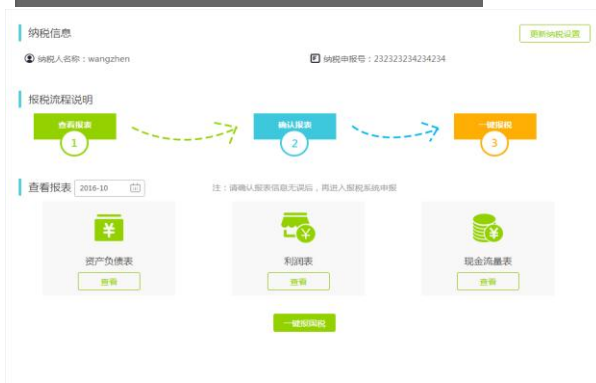 纳税信息
更新纳税设置
纳税人名称：wangzhen
纳税申报号：232323234234234
报税流程说明
查看报表
确认报表
一键报税
1
2
3
查看报表 2016-10
注：请确认报表信息无误后，再进入报税系统申报
资产负债表
利润表
现金流量表
查看
查看
查看
一键报国税